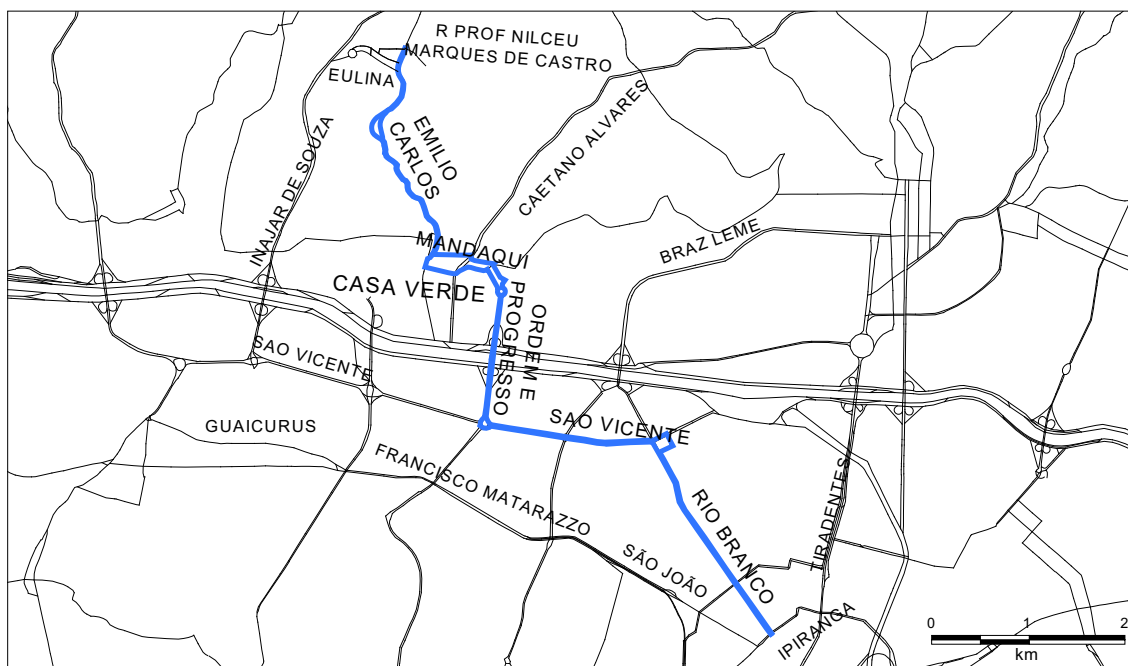 R PROF NILCEU
MARQUES DE CASTRO
EULINA
EMILIO
CARLOS
CAETANO ALVARES
INAJAR DE SOUZA
MANDAQUI
BRAZ LEME
CASA VERDE
ORDEM E
PROGRESSO
SAO VICENTE
SAO VICENTE
GUAICURUS
FRANCISCO MATARAZZO
RIO BRANCO
TIRADENTES
SÃO JOÃO
IPIRANGA
0 1 2
km